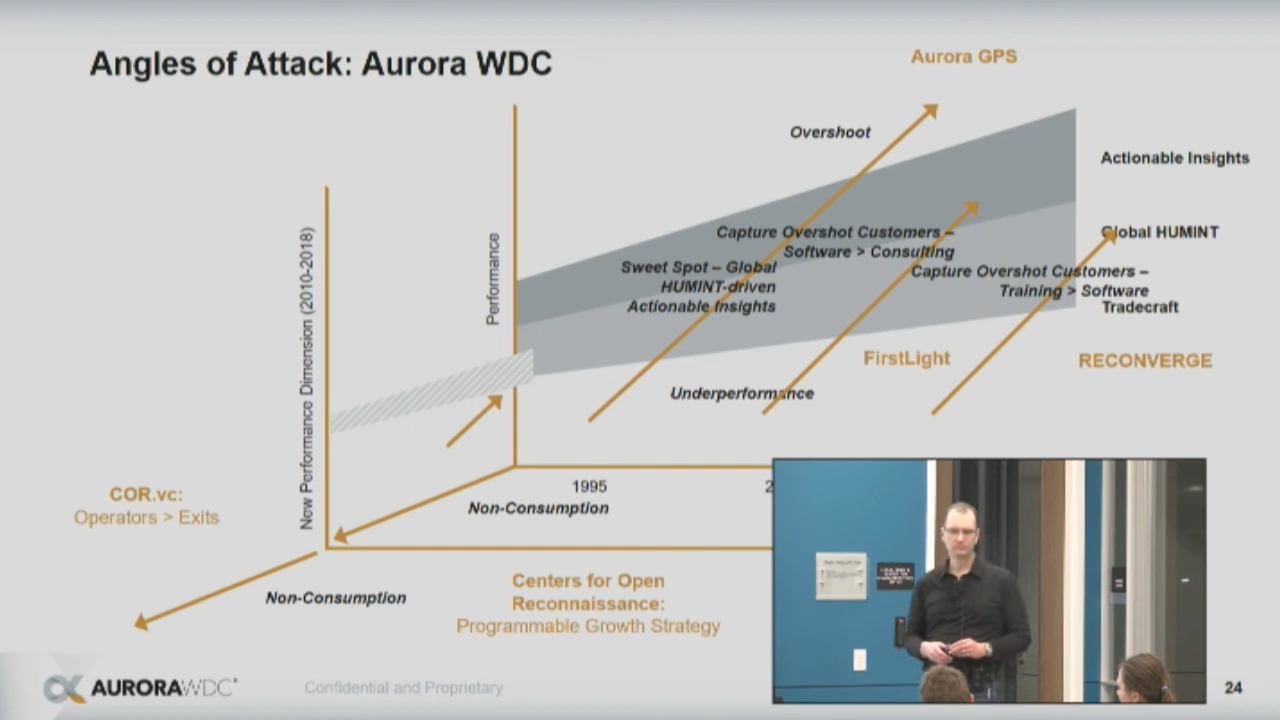 Angles of Attack: Aurora WDC
Aurora GPS
Overshoot
Actionable Insights
Global HUMINT
Tradecraft
Capture Overshot Customers –
Software > Consulting
Sweet Spot – Global
HUMINT-driven
Actionable Insights
Capture Overshot Customers –
Training > Software
Performance
New Performance Dimension (2010-2018)
FirstLight
RECONVERGE
Underperformance
1995
2
Non-Consumption
COR.vc:
Operators > Exits
Non-Consumption
Centers for Open
Reconnaissance:
Programmable Growth Strategy
AURORAWDC
Confidential and Proprietary
24